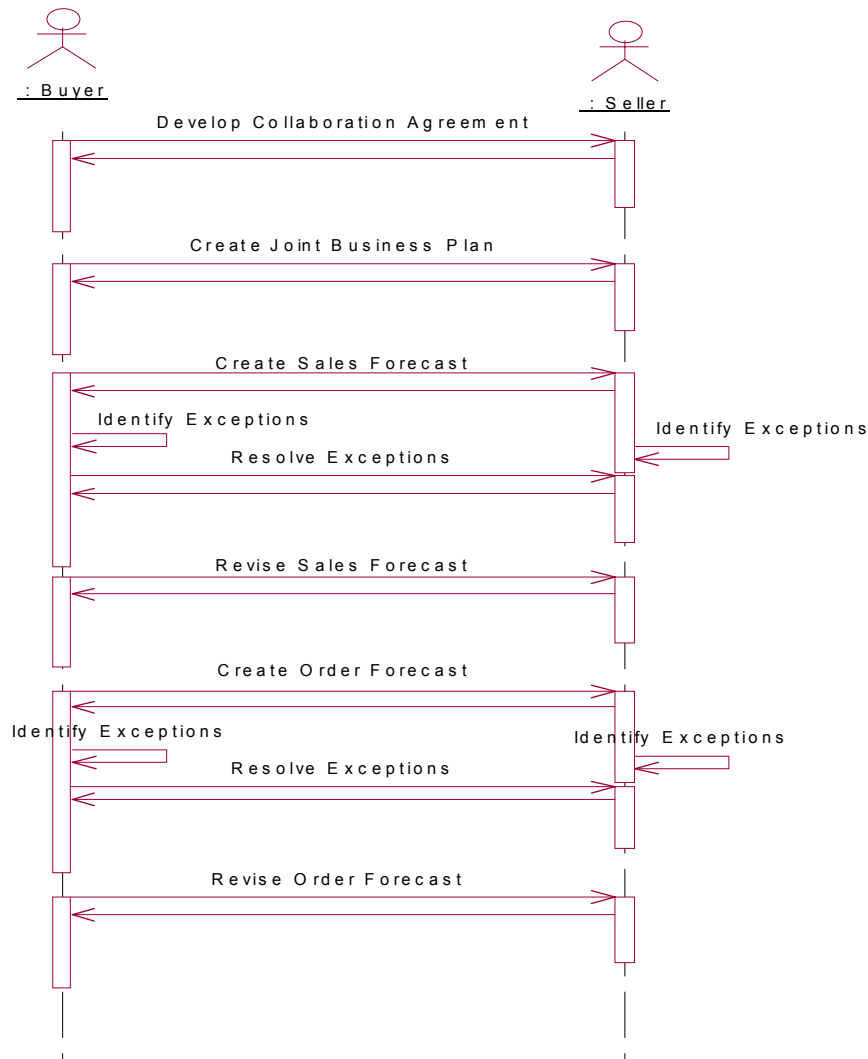 : Buyer
: Seller
Develop Collaboration Agreement
Create Joint Business Plan
Create Sales Forecast
Identify Exceptions
Identify Exceptions
Resolve Exceptions
Revise Sales Forecast
Create Order Forecast
Identify Exceptions
Identify Exceptions
Resolve Exceptions
Revise Order Forecast